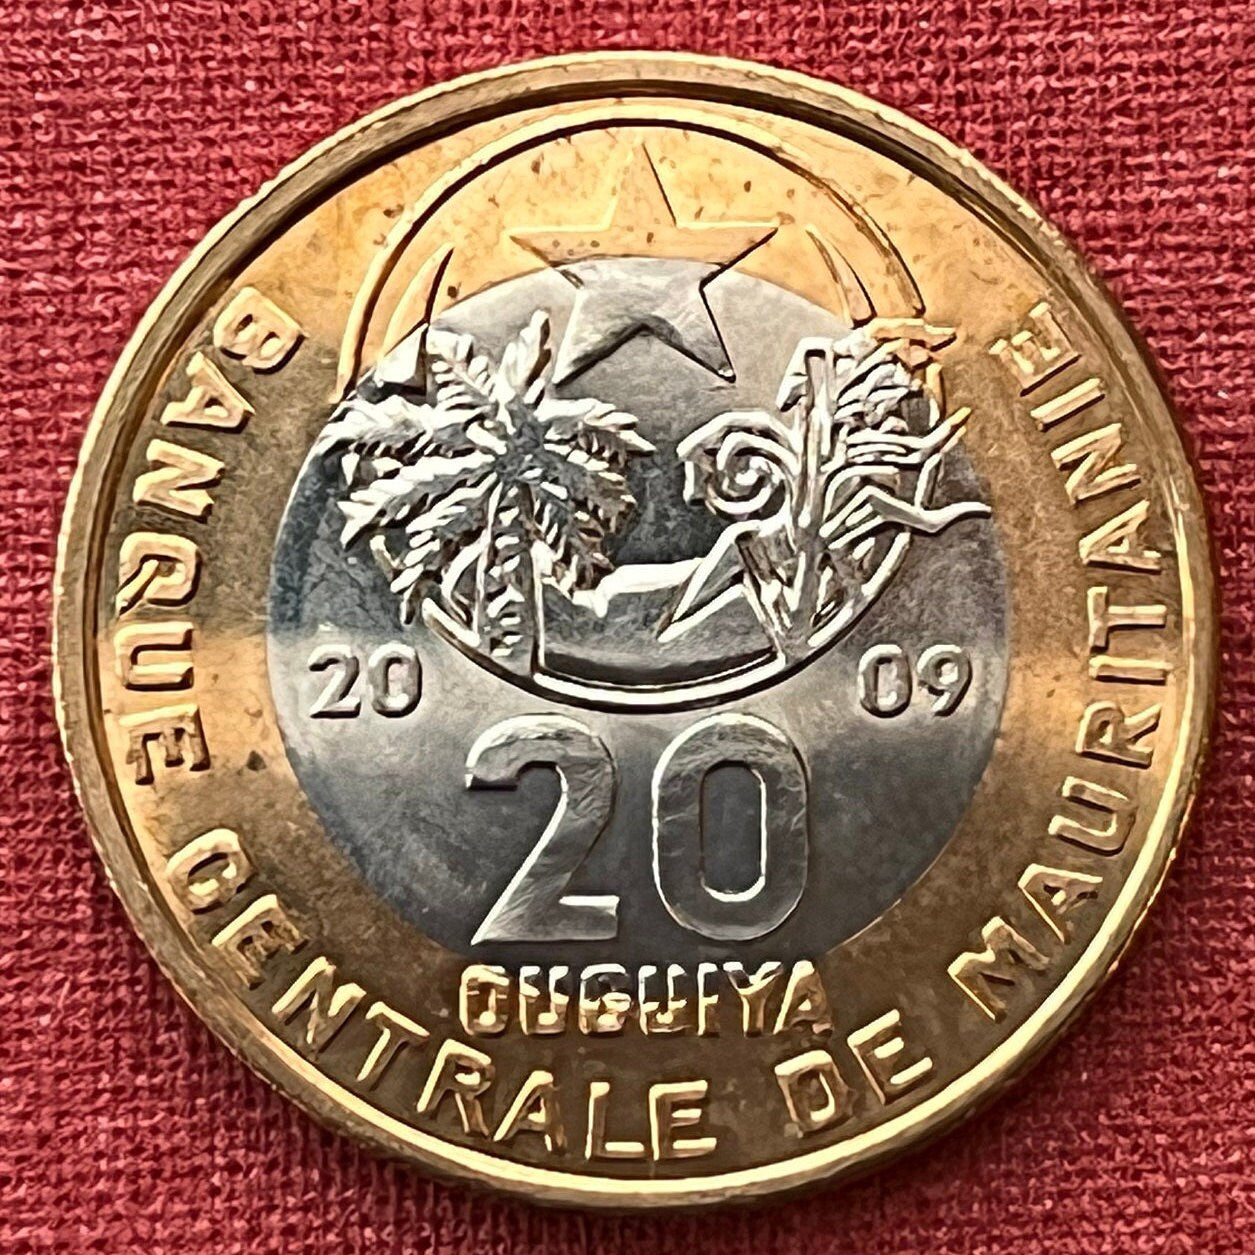 BANQUE CENTRALE DE MAURITANIE
20 09
20
OUGUIYA